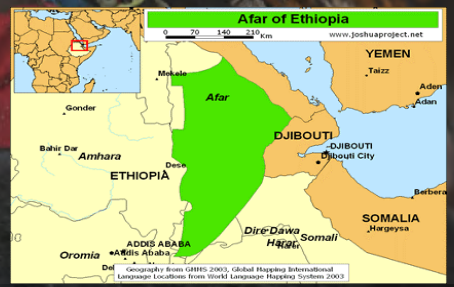 Afar of Ethiopia
0 70 140 210
Km
www.joshuaproject.net
YEMEN
Taizz
Mekele
Aden
Adan
Afar
Gonder
DJIBOUTI
DJIBOUTI
Djibouti City
Bahir Dar
Amhara
Dese
ETHIOPIA
Berbera
SOMALIA
Hargeysa
Dire Dawa
Somali
Harar
Harer
ADDIS ABABA
Addis Ababa
Oromia
Geography from GMMS 2003, Global Mapping International
Language Locations from World Language Mapping System 2003